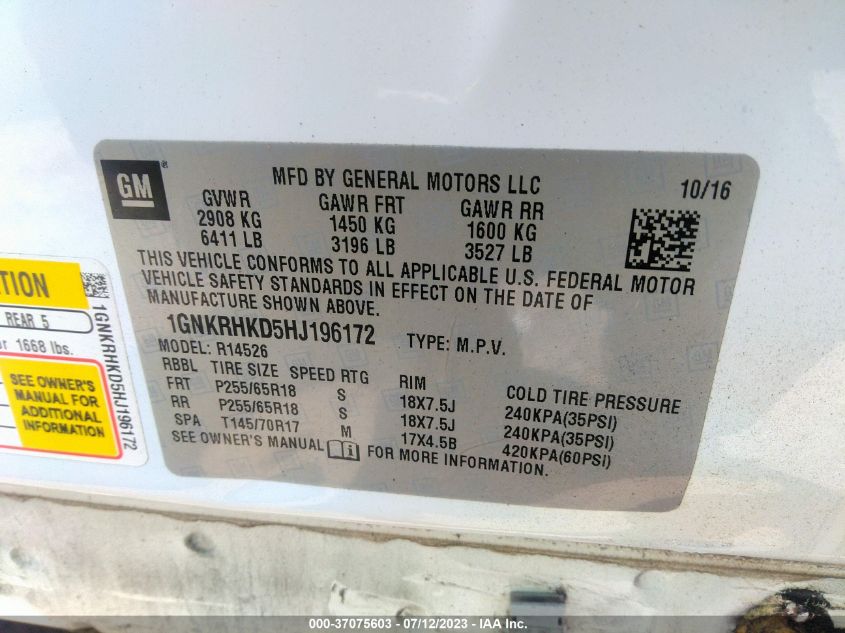 GM
MFD BY GENERAL MOTORS LLC
10/16
GVWR GAWR FRT GAWR RR
2908 KG 1450 KG 1600 KG
6411 LB 3196 LB 3527 LB
THIS VEHICLE CONFORMS TO ALL APPLICABLE U.S. FEDERAL MOTOR
VEHICLE SAFETY STANDARDS IN EFFECT ON THE DATE OF
MANUFACTURE SHOWN ABOVE.
1GNKRHKD5HJ196172 TYPE: M.P.V.
MODEL: R14526
RBBL TIRE SIZE SPEED RTG RIM COLD TIRE PRESSURE
FRT P255/65R18 S 18X7.5J 240KPA(35PSI)
RR P255/65R18 S 18X7.5J 240KPA(35PSI)
SPA T145/70R17 M 17X4.5B 420KPA(60PSI)
SEE OWNER'S MANUAL FOR MORE INFORMATION.
REAR 5
1668 lbs.
SEE OWNER'S
MANUAL FOR
ADDITIONAL
INFORMATION
1GNKRHKD5HJ196172
000-37075603 - 07/12/2023 - IAA Inc.